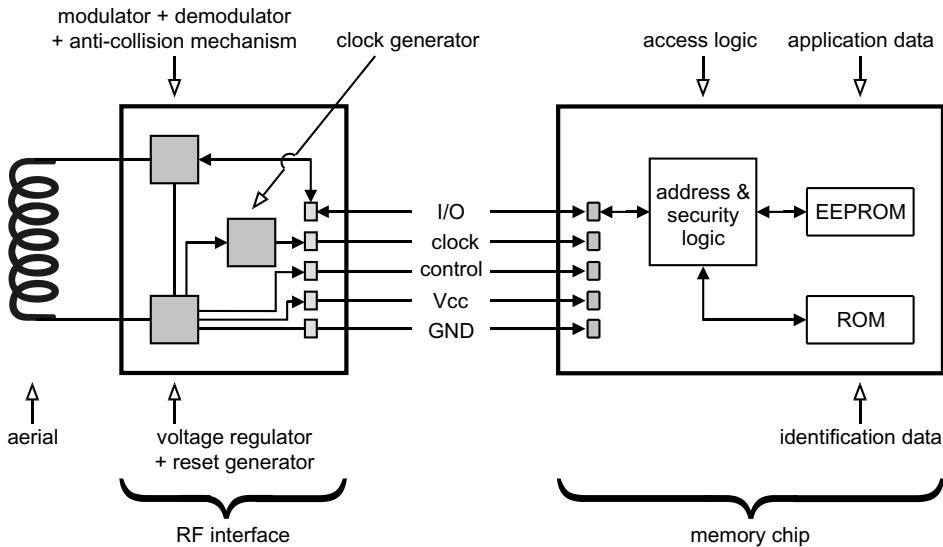 modulator + demodulator
+ anti-collision mechanism
clock generator
access logic
application data
I/O
clock
control
Vcc
GND
address &
security
logic
EEPROM
ROM
aerial
voltage regulator
+ reset generator
identification data
RF interface
memory chip